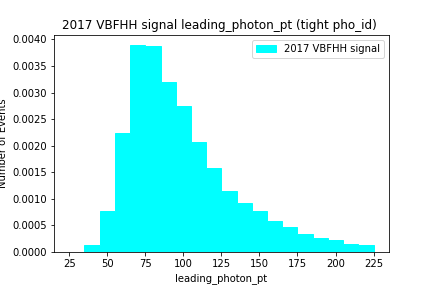 2017 VBFHH signal leading_photon_pt (tight pho_id)
2017 VBFHH signal
0.0040
0.0035
0.0030
0.0025
0.0020
0.0015
0.0010
0.0005
0.0000
Number of Events
25 50 75 100 125 150 175 200 225
leading_photon_pt